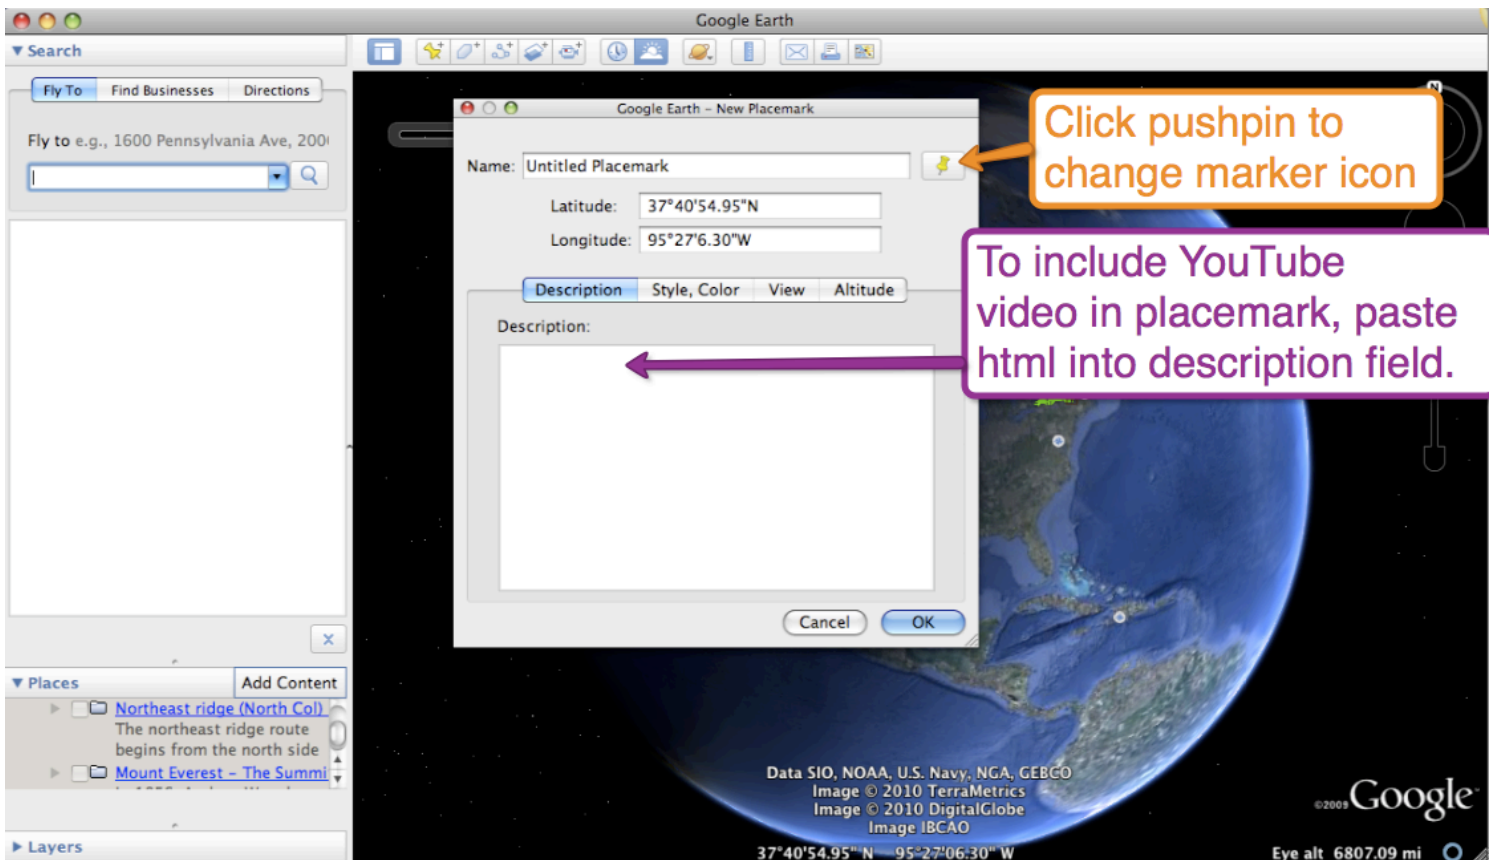 Google Earth
Search
Fly To Find Businesses Directions
Fly to e.g., 1600 Pennsylvania Ave, 200
Google Earth – New Placemark
Name: Untitled Placemark
Latitude: 37°40'54.95"N
Longitude: 95°27'6.30"W
Description Style, Color View Altitude
Description:
Cancel OK
N
Click pushpin to
change marker icon
To include YouTube
video in placemark, paste
html into description field.
Places Add Content
Northeast ridge (North Col)
The northeast ridge route
begins from the north side
Mount Everest – The Summi
Layers
Data SIO, NOAA, U.S. Navy, NGA, GEBCO
Image © 2010 TerraMetrics
Image © 2010 DigitalGlobe
Image IBCAO
©2009 Google
37°40'54.95" N 95°27'06.30" W
Eye alt 6807.09 mi